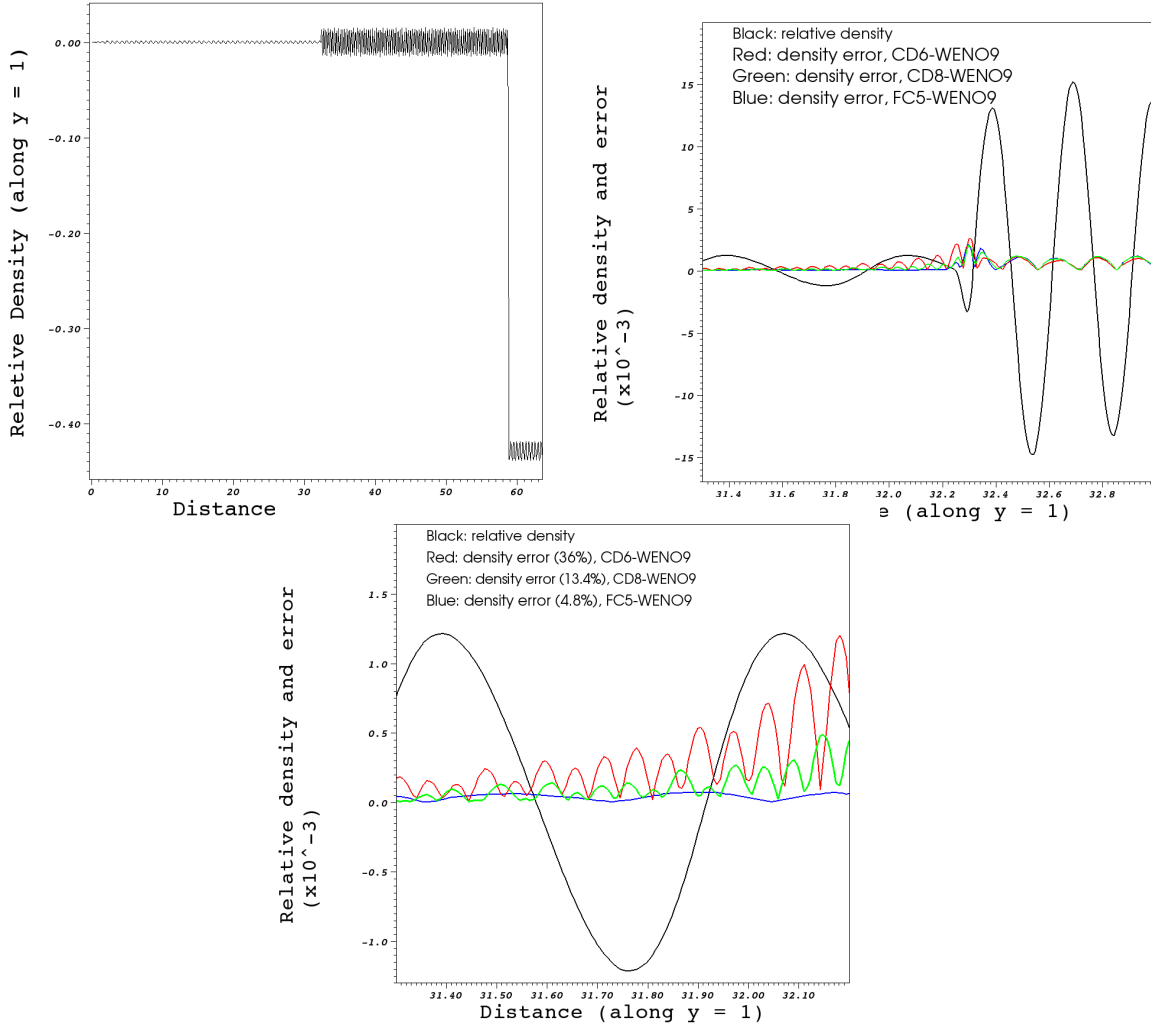 Reletive Density (along y = 1)
0.00
-0.10
-0.20
-0.30
-0.40
0
10
20
30
40
50
60
Distance
Relative density and error
(x10^-3)
Black: relative density
Red: density error, CD6-WENO9
Green: density error, CD8-WENO9
Blue: density error, FC5-WENO9
15
10
5
0
-5
-10
-15
31.4
31.6
31.8
32.0
32.2
32.4
32.6
32.8
e (along y = 1)
Relative density and error
(x10^-3)
Black: relative density
Red: density error (36%), CD6-WENO9
Green: density error (13.4%), CD8-WENO9
Blue: density error (4.8%), FC5-WENO9
1.5
1.0
0.5
0.0
-0.5
-1.0
31.40
31.50
31.60
31.70
31.80
31.90
32.00
32.10
Distance (along y = 1)